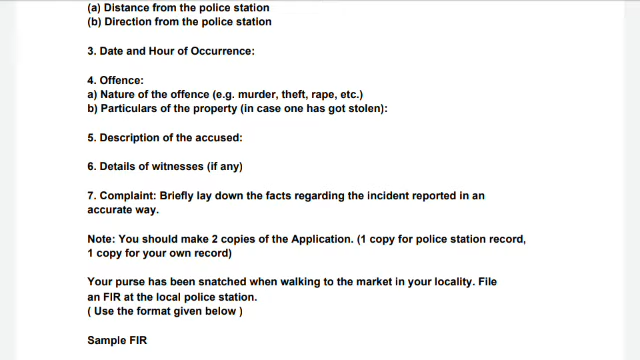 (a) Distance from the police station
(b) Direction from the police station
3. Date and Hour of Occurrence:
4. Offence:
a) Nature of the offence (e.g. murder, theft, rape, etc.)
b) Particulars of the property (in case one has got stolen):
5. Description of the accused:
6. Details of witnesses (if any)
7. Complaint: Briefly lay down the facts regarding the incident reported in an
accurate way.
Note: You should make 2 copies of the Application. (1 copy for police station record,
1 copy for your own record)
Your purse has been snatched when walking to the market in your locality. File
an FIR at the local police station.
( Use the format given below )
Sample FIR